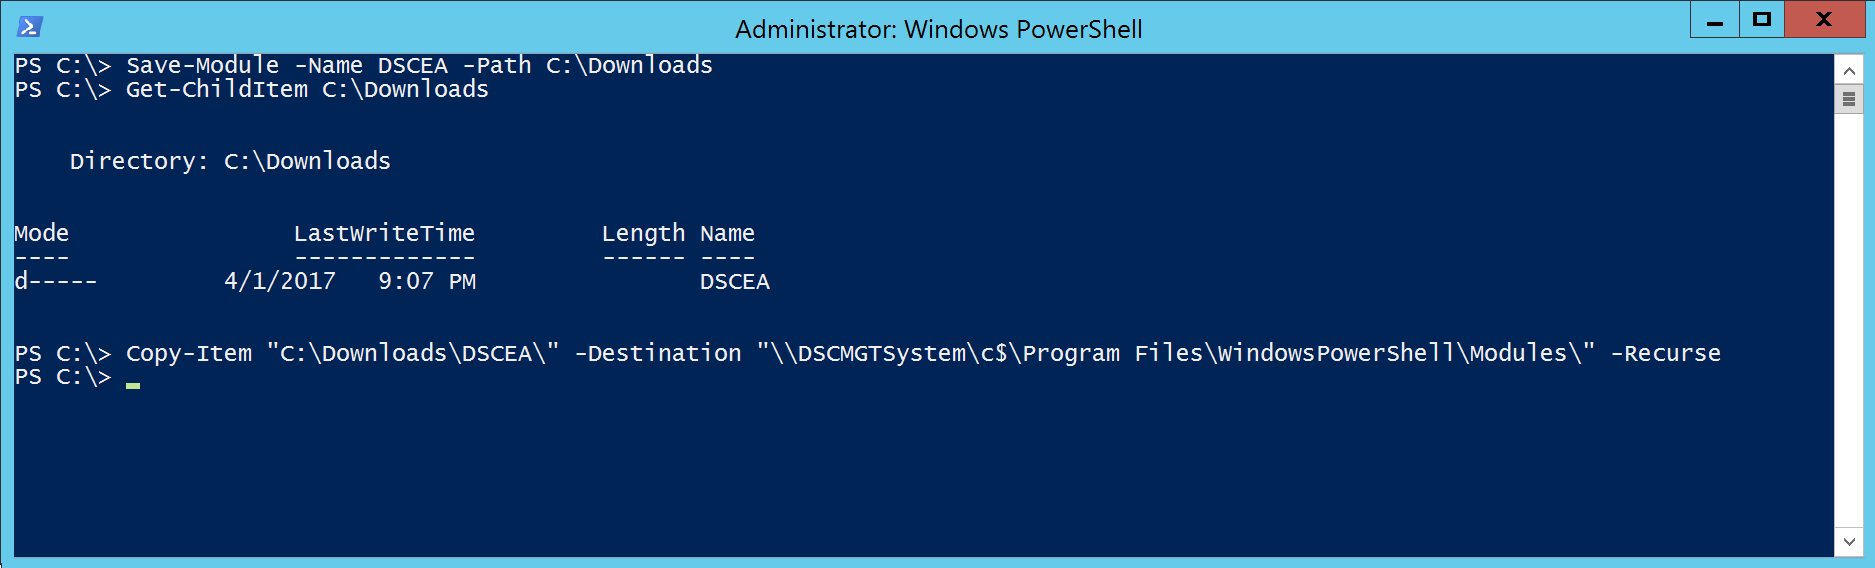 Administrator: Windows PowerShell
PS C:\> Save-Module -Name DSCEA -Path C:\Downloads
PS C:\> Get-ChildItem C:\Downloads
    Directory: C:\Downloads
Mode                LastWriteTime         Length Name
----                -------------         ------ ----
d-----         4/1/2017   9:07 PM                DSCEA
PS C:\> Copy-Item "C:\Downloads\DSCEA\" -Destination "\\DSCMGTSystem\c$\Program Files\WindowsPowerShell\Modules\" -Recurse
PS C:\> _